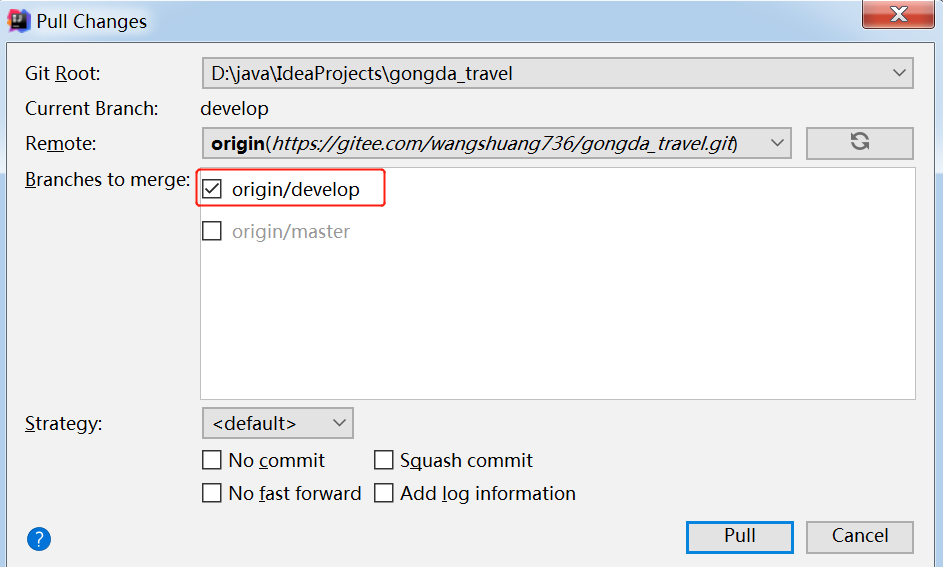 Pull Changes
Git Root: D:\java\IdeaProjects\gongda_travel
Current Branch: develop
Remote: origin(https://gitee.com/wangshuang736/gongda_travel.git)
Branches to merge: origin/develop
origin/master
Strategy: <default>
No commit Squash commit
No fast forward Add log information
? Pull Cancel